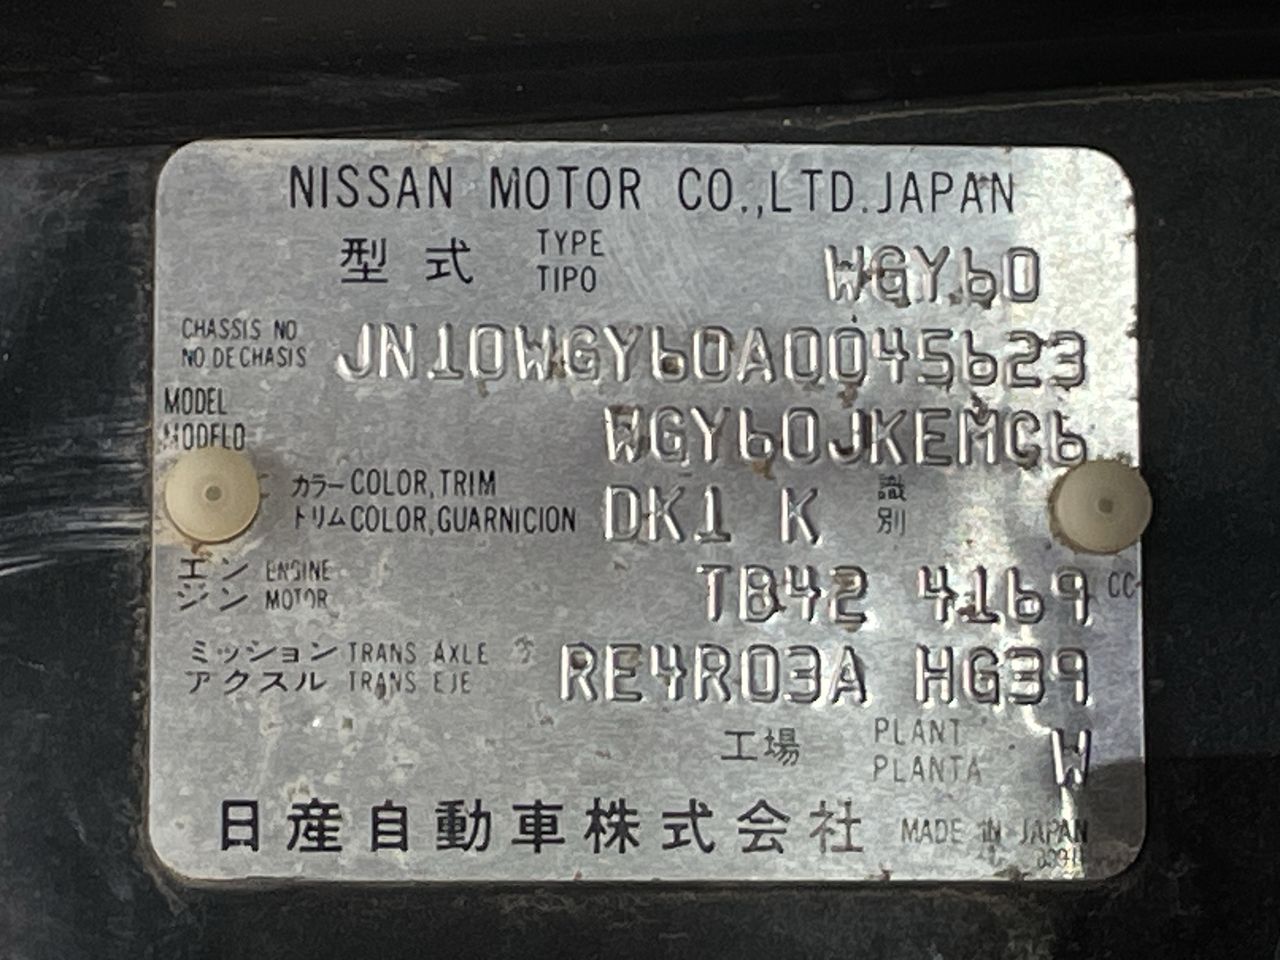 NISSAN MOTOR CO.,LTD. JAPAN
型式 TYPE TIPO WGY60
CHASSIS NO
NO. DE CHASIS JN10WGY60A0045623
MODEL
MODELO WGY60JKEMC6
カラー COLOR, TRIM
トリム COLOR, GUARNICION DK1 K 識別
エンジン ENGINE
MOTOR TB42 4169 CC
ミッション TRANS AXLE
アクスル TRANS EJE RE4R03A HG39
工場 PLANT
PLANTA W
日産自動車株式会社 MADE IN JAPAN